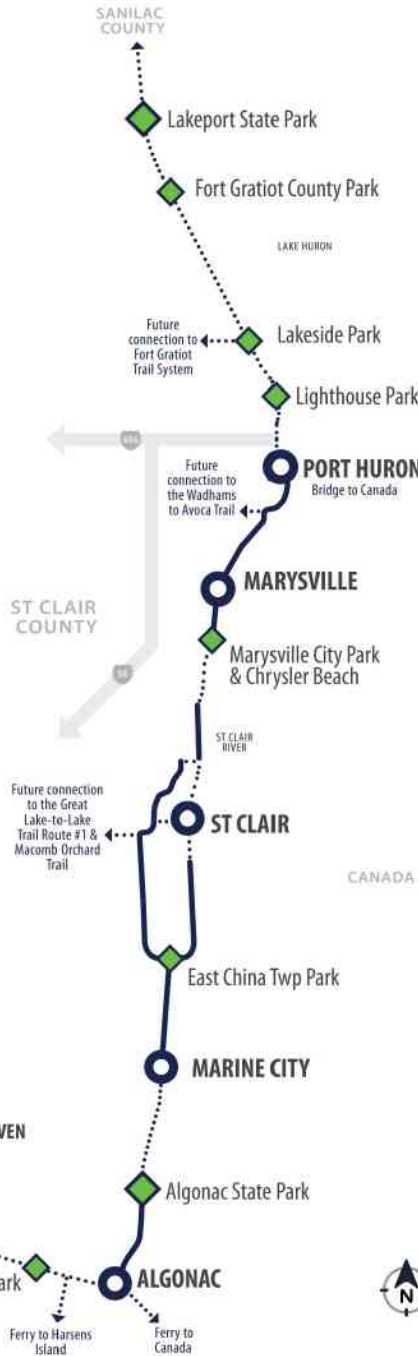 SANILAC
COUNTY
Lakeport State Park
Fort Gratiot County Park
LAKE HURON
Future
connection to
Fort Gratiot
Trail System
Lakeside Park
Lighthouse Park
PORT HURON
Bridge to Canada
Future
connection to
the Wadhams
to Avoca Trail
MARYSVILLE
ST CLAIR
COUNTY
Marysville City Park
& Chrysler Beach
ST CLAIR
RIVER
Future connection
to the Great
Lake-to-Lake
Trail Route #1 &
Macomb Orchard
Trail
ST CLAIR
CANADA
East China Twp Park
MARINE CITY
VEN
Algonac State Park
ark
ALGONAC
Ferry to Harsens
Island
Ferry to
Canada
N